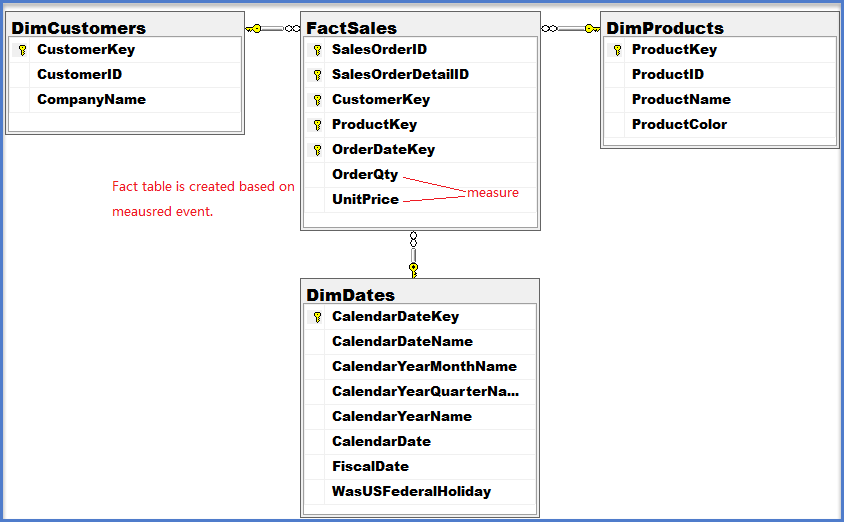 DimCustomers
CustomerKey
CustomerID
CompanyName
FactSales
SalesOrderID
SalesOrderDetailID
CustomerKey
ProductKey
OrderDateKey
OrderQty
UnitPrice
DimProducts
ProductKey
ProductID
ProductName
ProductColor
Fact table is created based on
meausred event.
measure
DimDates
CalendarDateKey
CalendarDateName
CalendarYearMonthName
CalendarYearQuarterNa...
CalendarYearName
CalendarDate
FiscalDate
WasUSFederalHoliday